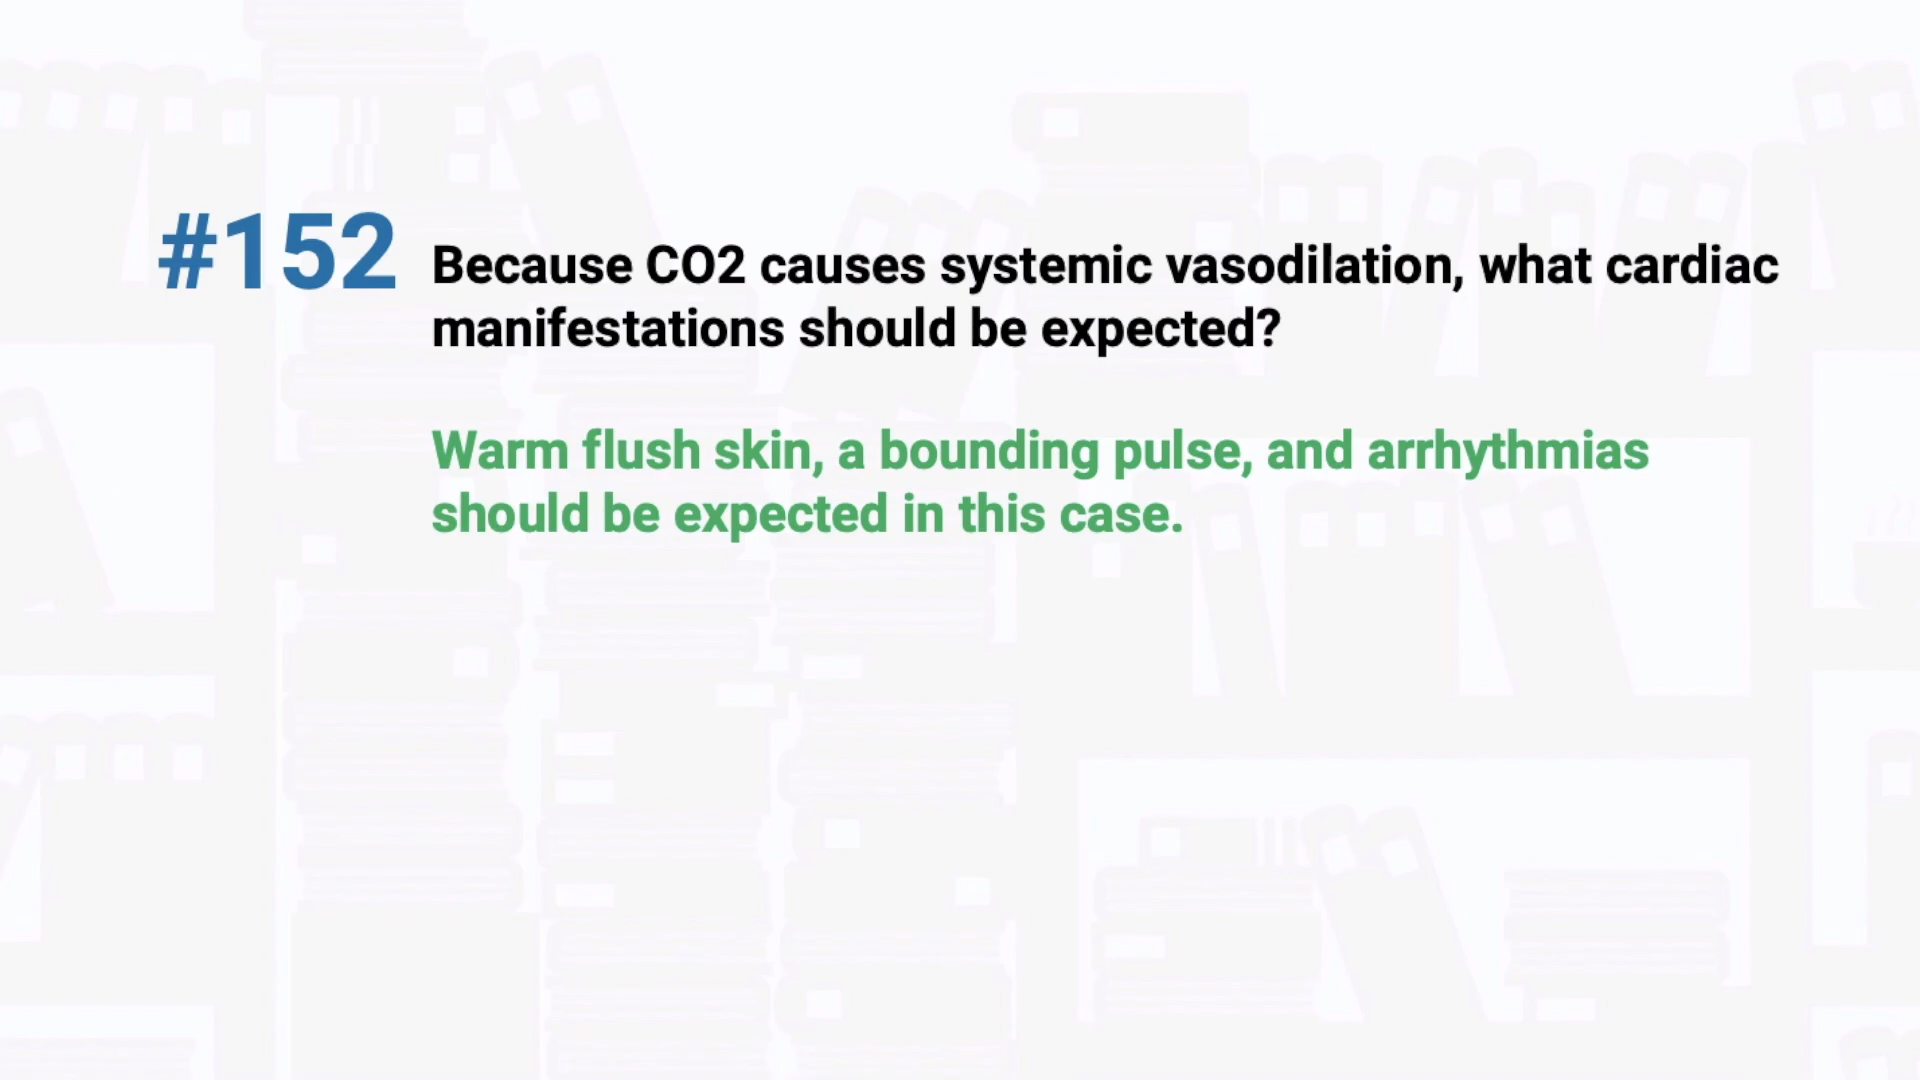 #152
Because CO2 causes systemic vasodilation, what cardiac
manifestations should be expected?
Warm flush skin, a bounding pulse, and arrhythmias
should be expected in this case.